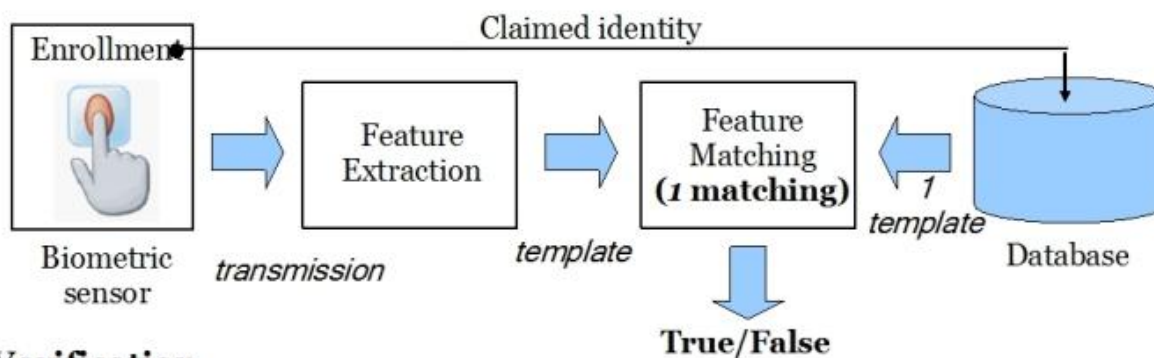 Claimed identity
Enrollment
Feature
Extraction
Feature
Matching
(1 matching)
1
template
Database
Biometric
sensor
transmission
template
True/False